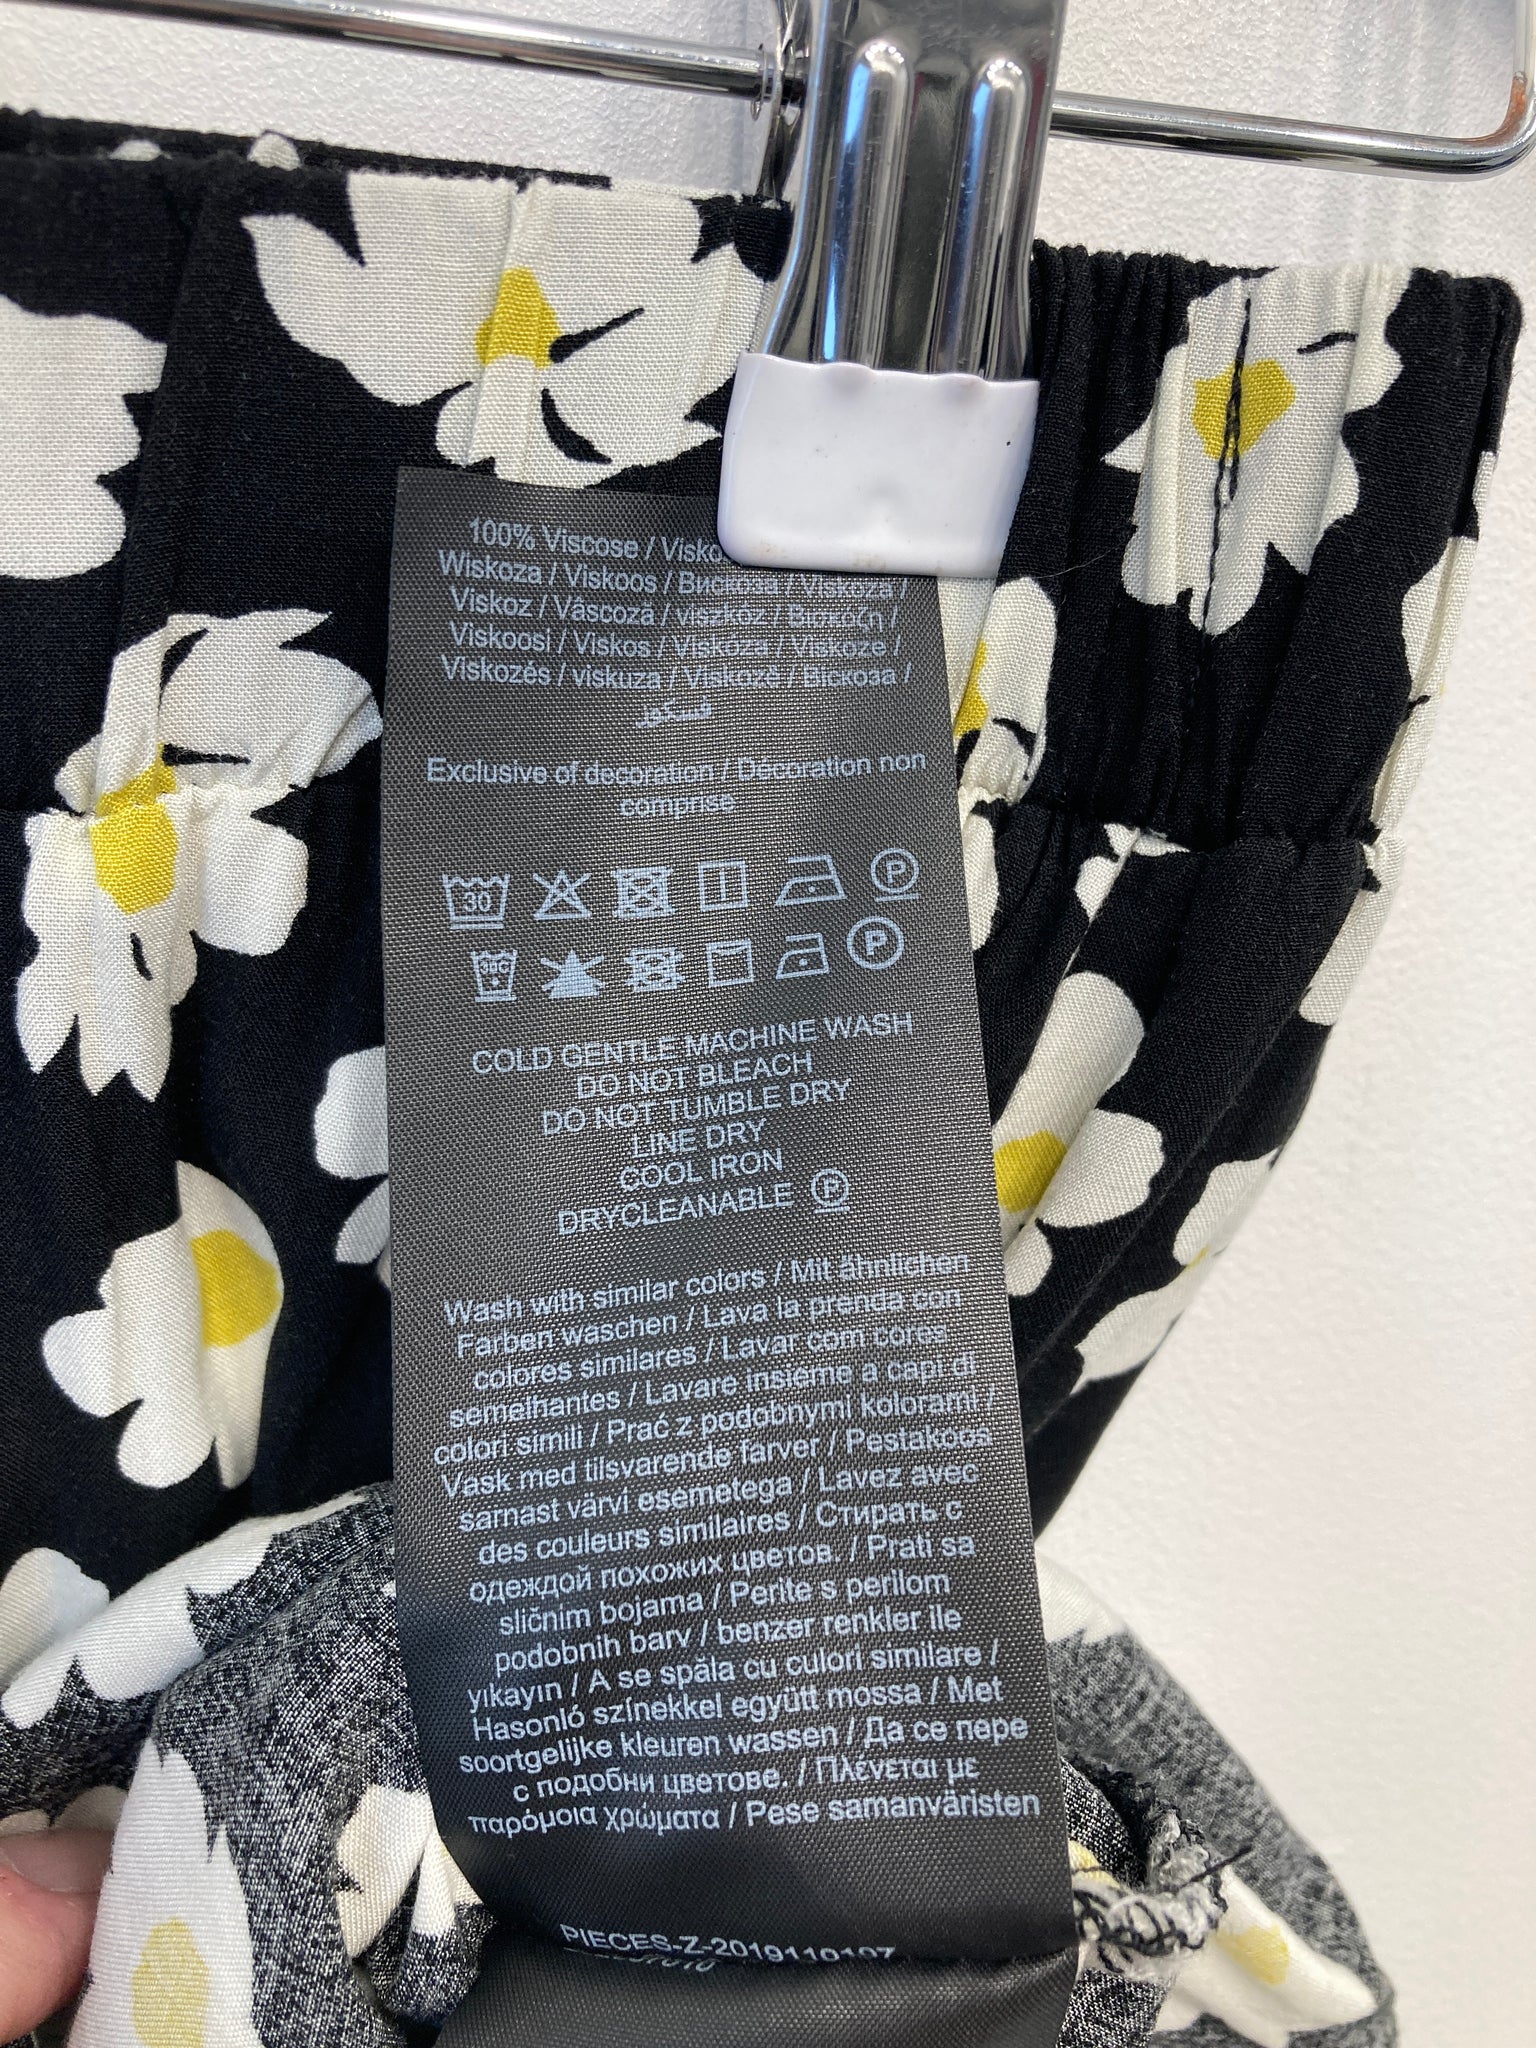 100% Viscose /
Wiskoza / Viskoos / Вискоза / Viskoza /
Viskoz / Vâscoză / viszkóz / Βισκόζη /
Viskoosi / Viskos / Viskóza / Viskoze /
Viskozès / viskuza / Viskozė / Віскоза /
فسكوز
Exclusive of decoration / Décoration non
comprise
30 P
30C P
COLD GENTLE MACHINE WASH
DO NOT BLEACH
DO NOT TUMBLE DRY
LINE DRY
COOL IRON
DRYCLEANABLE P
Wash with similar colors / Mit ähnlichen
Farben waschen / Lava la prenda con
colores similares / Lavar com cores
semelhantes / Lavare insieme a capi di
colori simili / Prać z podobnymi kolorami /
Vask med tilsvarende farver / Pestakoos
sarnast värvi esemetega / Lavez avec
des couleurs similaires / Стирать с
одеждой похожих цветов. / Prati sa
sličnim bojama / Perite s perilom
podobnih barv / benzer renkler ile
yıkayın / A se spăla cu culori similare /
Hasonló színekkel együtt mossa / Met
soortgelijke kleuren wassen / Да се пере
с подобни цветове. / Πλένεται με
παρόμοια χρώματα / Pese samanväristen
PIECES-Z-2019110107